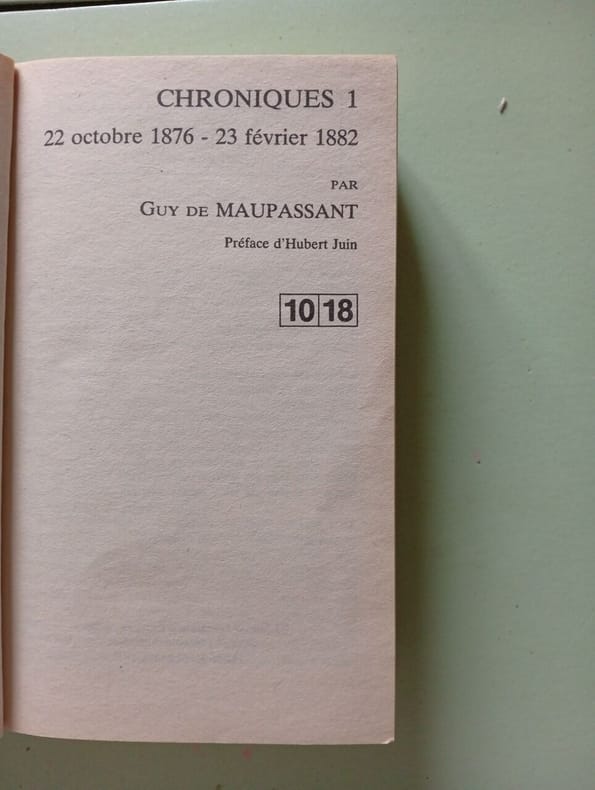 CHRONIQUES 1
22 octobre 1876 - 23 février 1882
PAR
GUY DE MAUPASSANT
Préface d'Hubert Juin
10 18